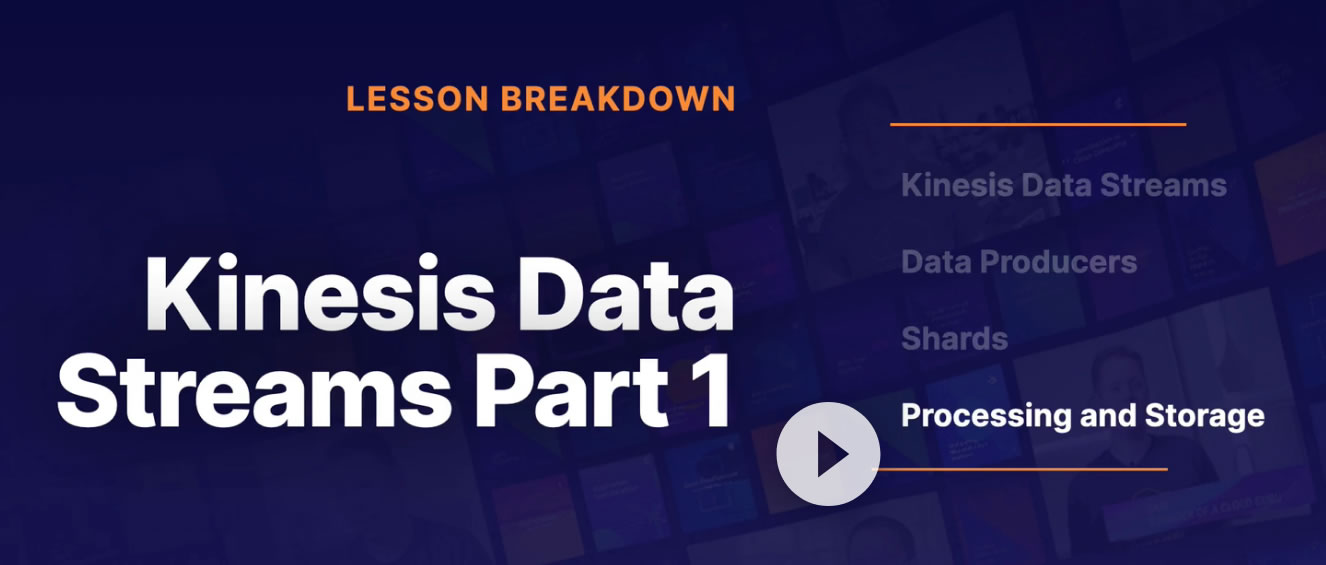 LESSON BREAKDOWN
Kinesis Data
Streams Part 1
Kinesis Data Streams
Data Producers
Shards
Processing and Storage